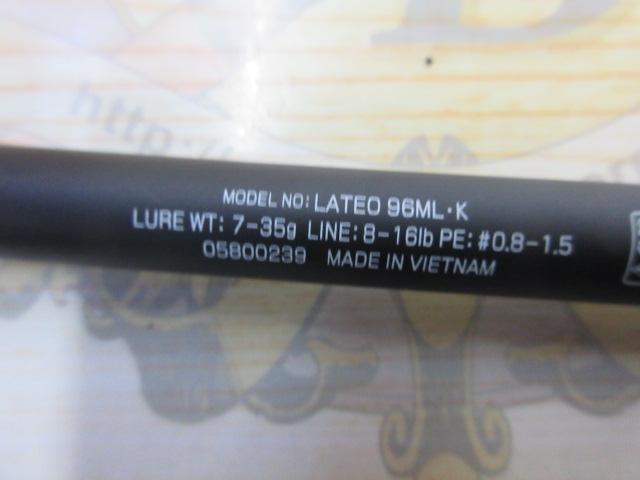 http:/
MODEL NO: LATEO 96ML·K
LURE WT: 7-35g LINE: 8-16lb PE: #0.8-1.5
05800239 MADE IN VIETNAM